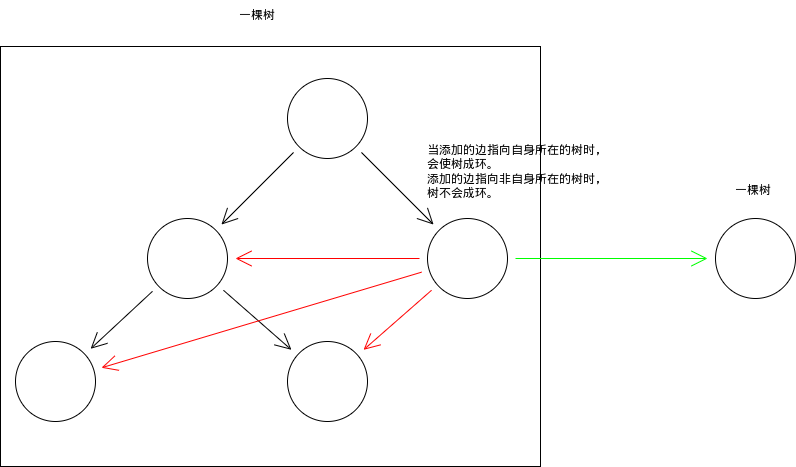 一棵树
当添加的边指向自身所在的树时，
会使树成环。
添加的边指向非自身所在的树时，
树不会成环。
一棵树